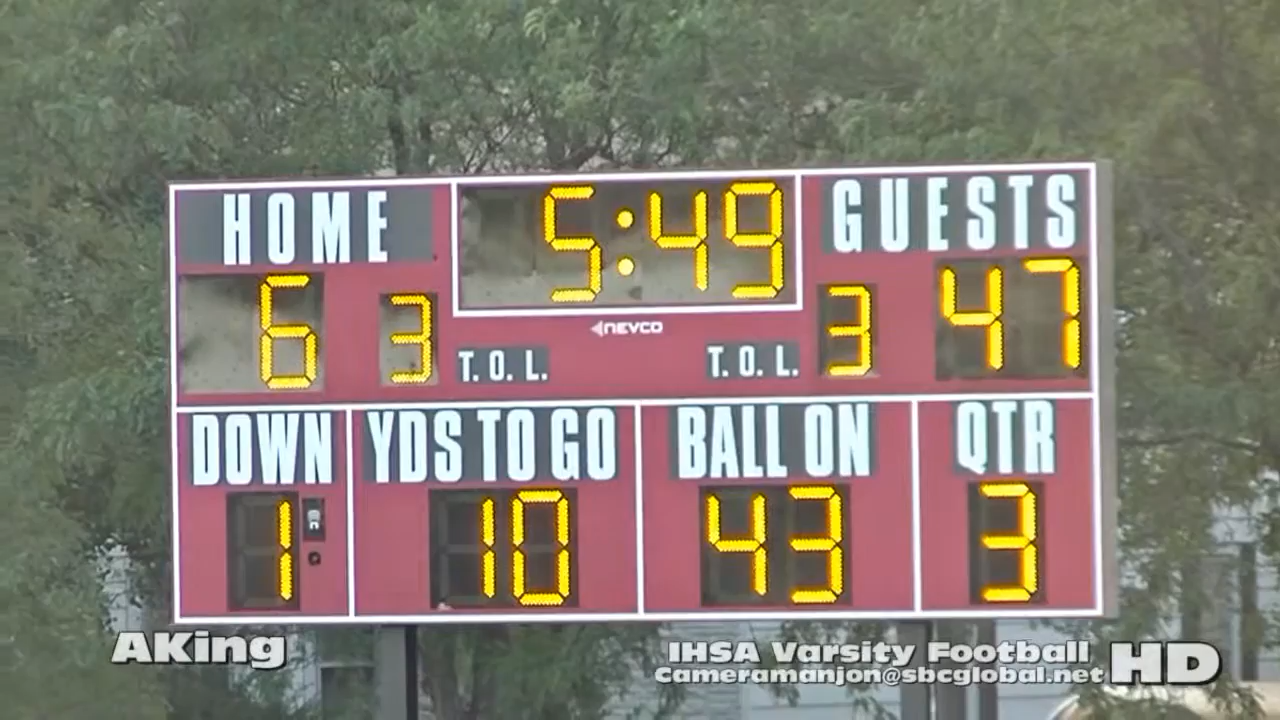 HOME 5:49 GUESTS
6 3 3 47
NEVCO
T. O. L. T. O. L.
DOWN YDS TO GO BALL ON QTR
1 10 43 3
AKing
IHSA Varsity Football HD
Cameramanjon@sbcglobal.net